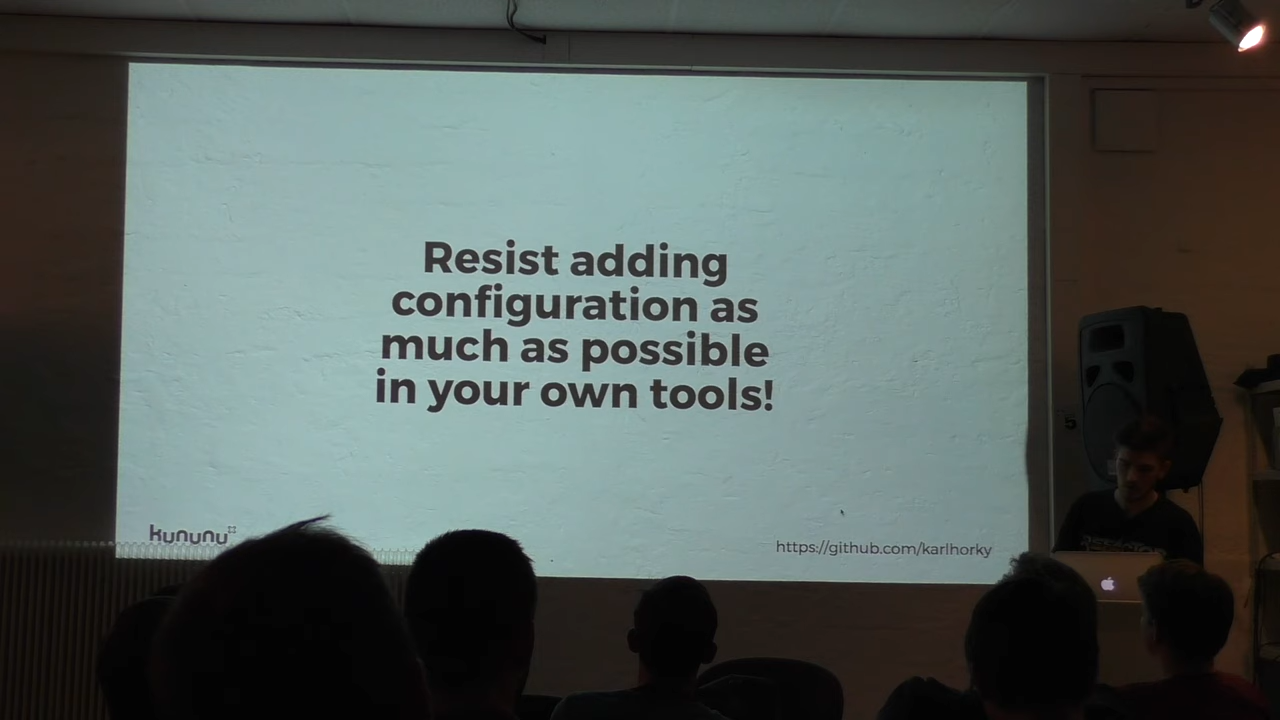 Resist adding
configuration as
much as possible
in your own tools!
kununu
https://github.com/karlhorky